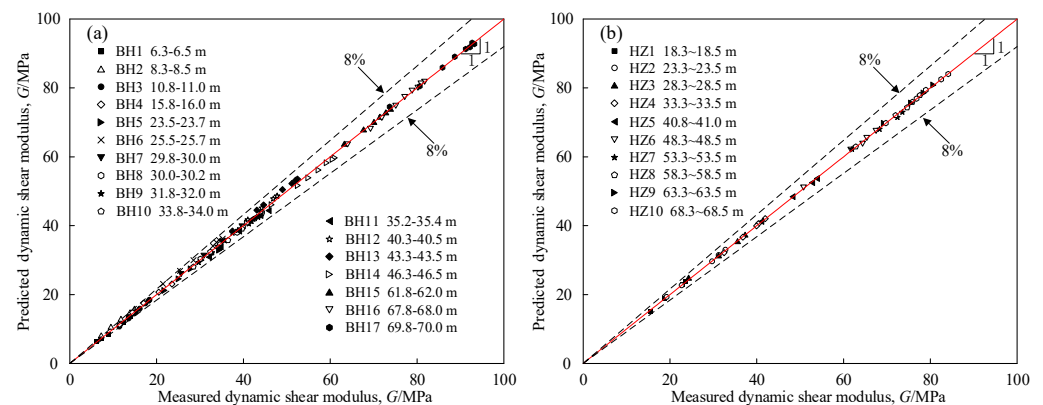 (a)
BH1 6.3-6.5 m
BH2 8.3-8.5 m
BH3 10.8-11.0 m
BH4 15.8-16.0 m
BH5 23.5-23.7 m
BH6 25.5-25.7 m
BH7 29.8-30.0 m
BH8 30.0-30.2 m
BH9 31.8-32.0 m
BH10 33.8-34.0 m
BH11 35.2-35.4 m
BH12 40.3-40.5 m
BH13 43.3-43.5 m
BH14 46.3-46.5 m
BH15 61.8-62.0 m
BH16 67.8-68.0 m
BH17 69.8-70.0 m
8%
8%
1
1
100
80
60
40
20
0
0 20 40 60 80 100
Predicted dynamic shear modulus, G/MPa
Measured dynamic shear modulus, G/MPa
(b)
HZ1 18.3~18.5 m
HZ2 23.3~23.5 m
HZ3 28.3~28.5 m
HZ4 33.3~33.5 m
HZ5 40.8~41.0 m
HZ6 48.3~48.5 m
HZ7 53.3~53.5 m
HZ8 58.3~58.5 m
HZ9 63.3~63.5 m
HZ10 68.3~68.5 m
8%
8%
1
1
100
80
60
40
20
0
0 20 40 60 80 100
Predicted dynamic shear modulus, G/MPa
Measured dynamic shear modulus, G/MPa